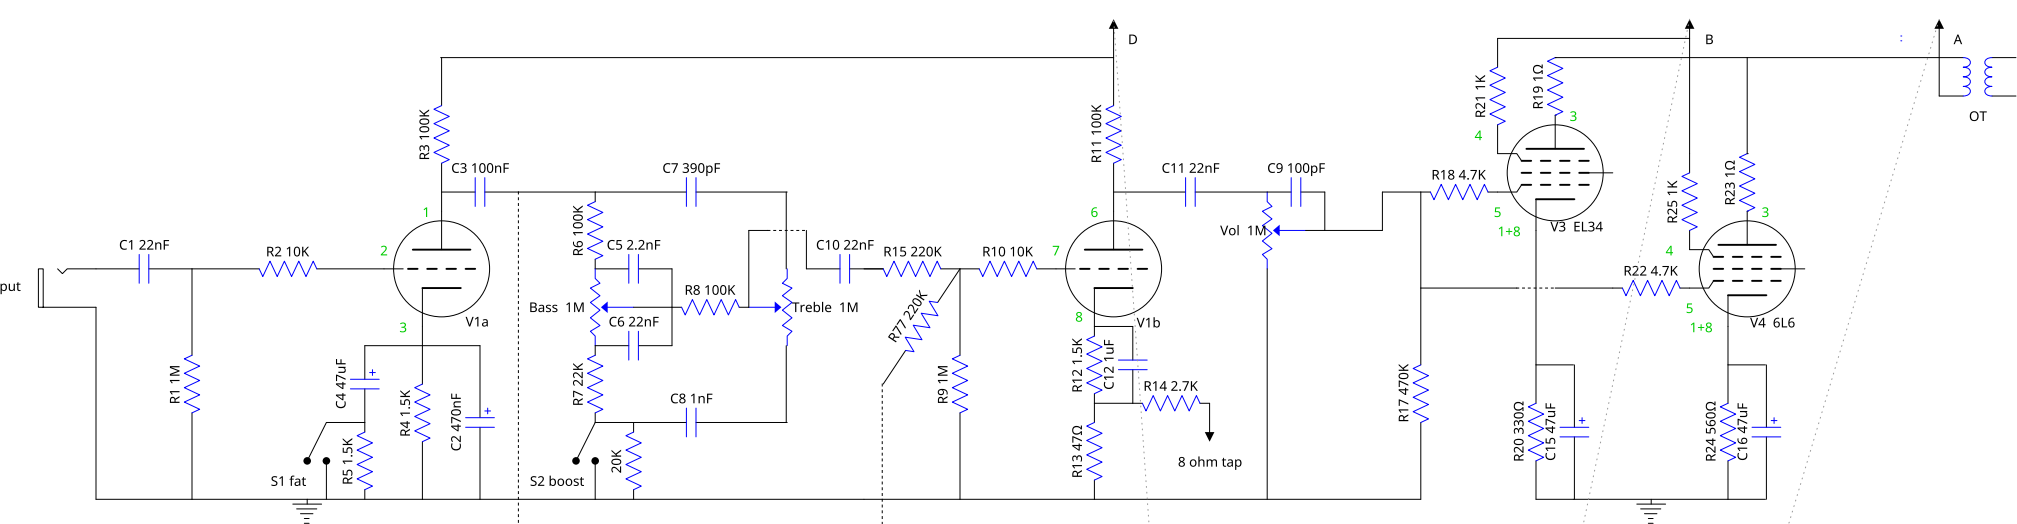 D
B
:
A
R21 1K
R19 1Ω
3
OT
R3 100K
R11 100K
4
C3 100nF
C7 390pF
C11 22nF
C9 100pF
R18 4.7K
R25 1K
R23 1Ω
1
R6 100K
6
5
3
C1 22nF
R2 10K
2
C5 2.2nF
C10 22nF
R15 220K
R10 10K
7
Vol 1M
1+8
V3 EL34
4
R22 4.7K
put
Bass 1M
R8 100K
Treble 1M
5
3
V1a
C6 22nF
R77 220K
8
V1b
1+8
V4 6L6
R1 1M
C4 47uF
+
R4 1.5K
C2 470nF
+
R7 22K
C8 1nF
R9 1M
R12 1.5K
C12 1uF
R14 2.7K
R17 470K
S1 fat
R5 1.5K
S2 boost
20K
R13 47Ω
8 ohm tap
R20 330Ω
C15 47uF
+
R24 560Ω
C16 47uF
+